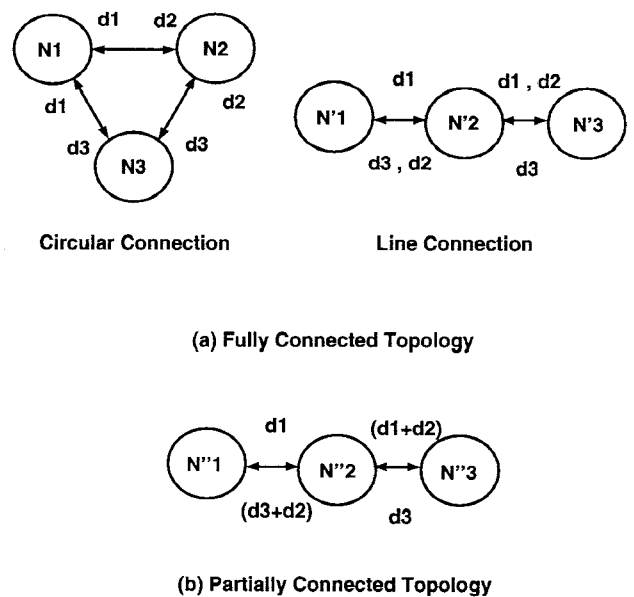 d1 d2
N1 N2
d1 d2
d3 d3
N3
Circular Connection
d1 d1 , d2
N'1 N'2 N'3
d3 , d2 d3
Line Connection
(a) Fully Connected Topology
d1 (d1+d2)
N"1 N"2 N"3
(d3+d2) d3
(b) Partially Connected Topology